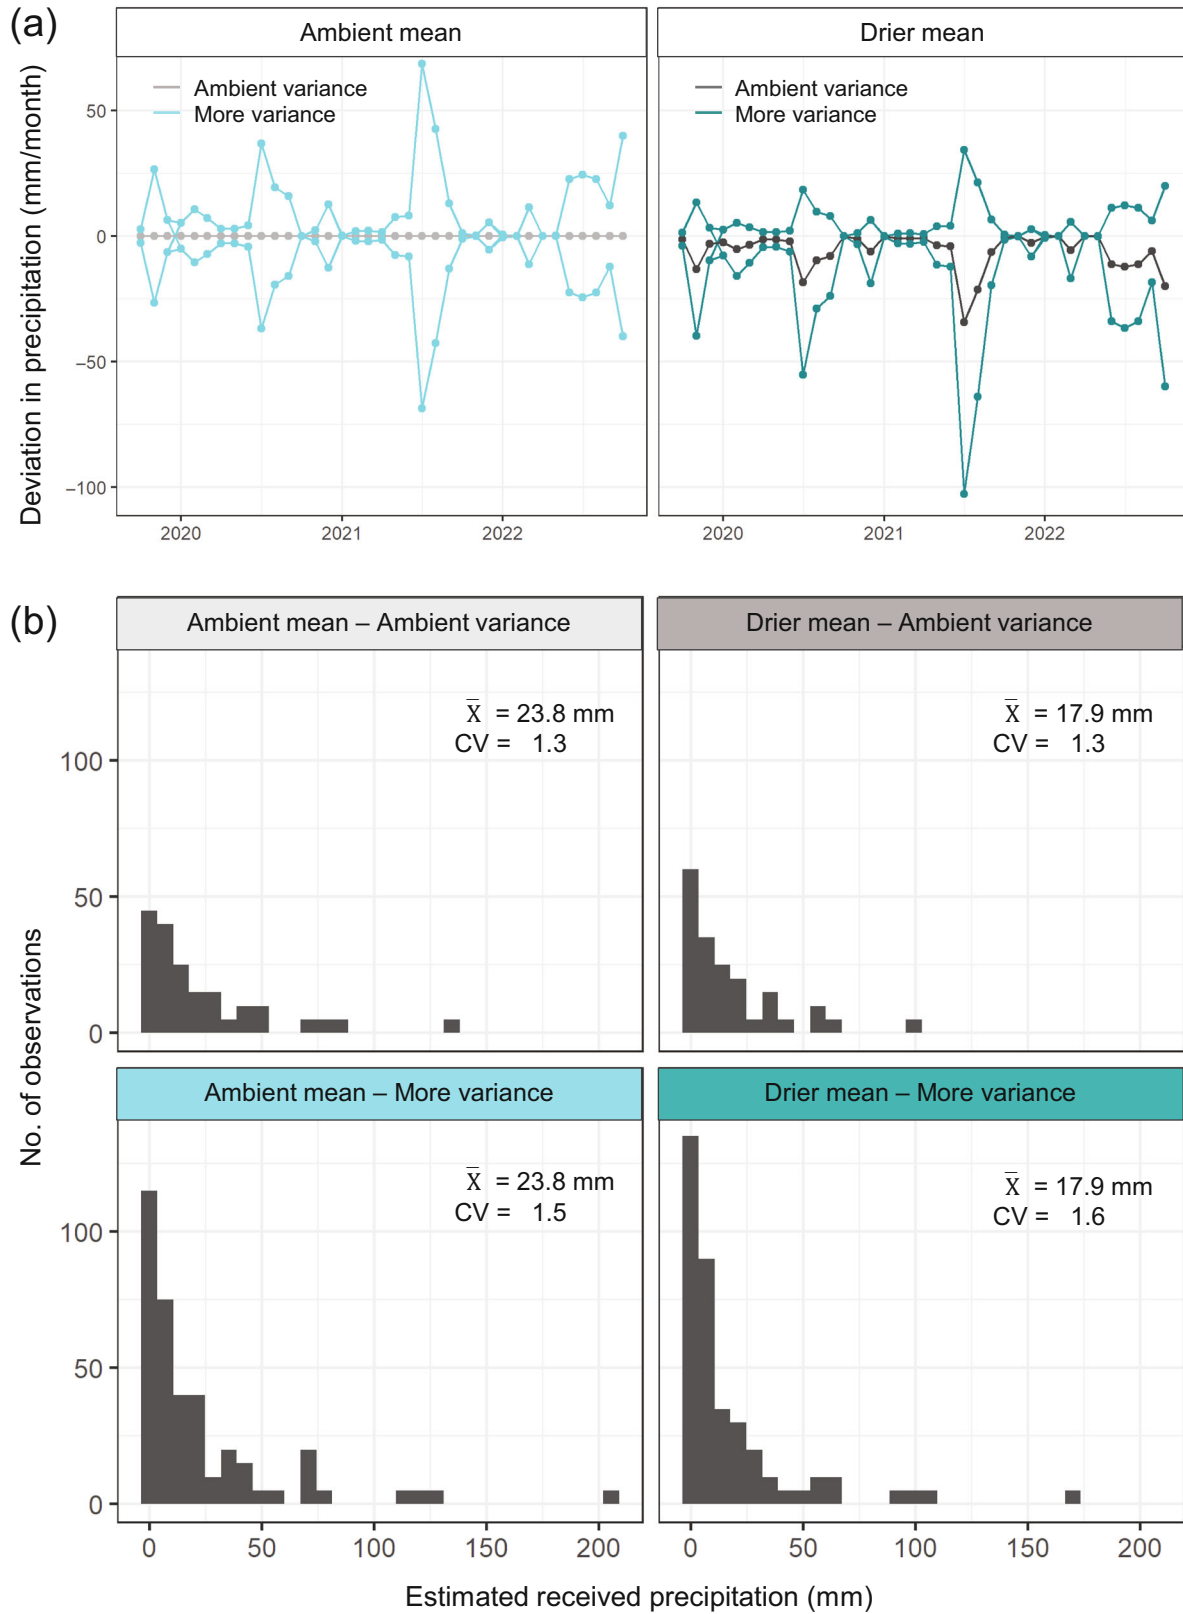 (a)
Ambient mean
Drier mean
Deviation in precipitation (mm/month)
Ambient variance
More variance
Ambient variance
More variance
50
0
−50
−100
2020
2021
2022
2020
2021
2022
(b)
Ambient mean – Ambient variance
Drier mean – Ambient variance
X̅ = 23.8 mm
CV = 1.3
X̅ = 17.9 mm
CV = 1.3
100
50
0
No. of observations
Ambient mean – More variance
Drier mean – More variance
X̅ = 23.8 mm
CV = 1.5
X̅ = 17.9 mm
CV = 1.6
100
50
0
0
50
100
150
200
0
50
100
150
200
Estimated received precipitation (mm)